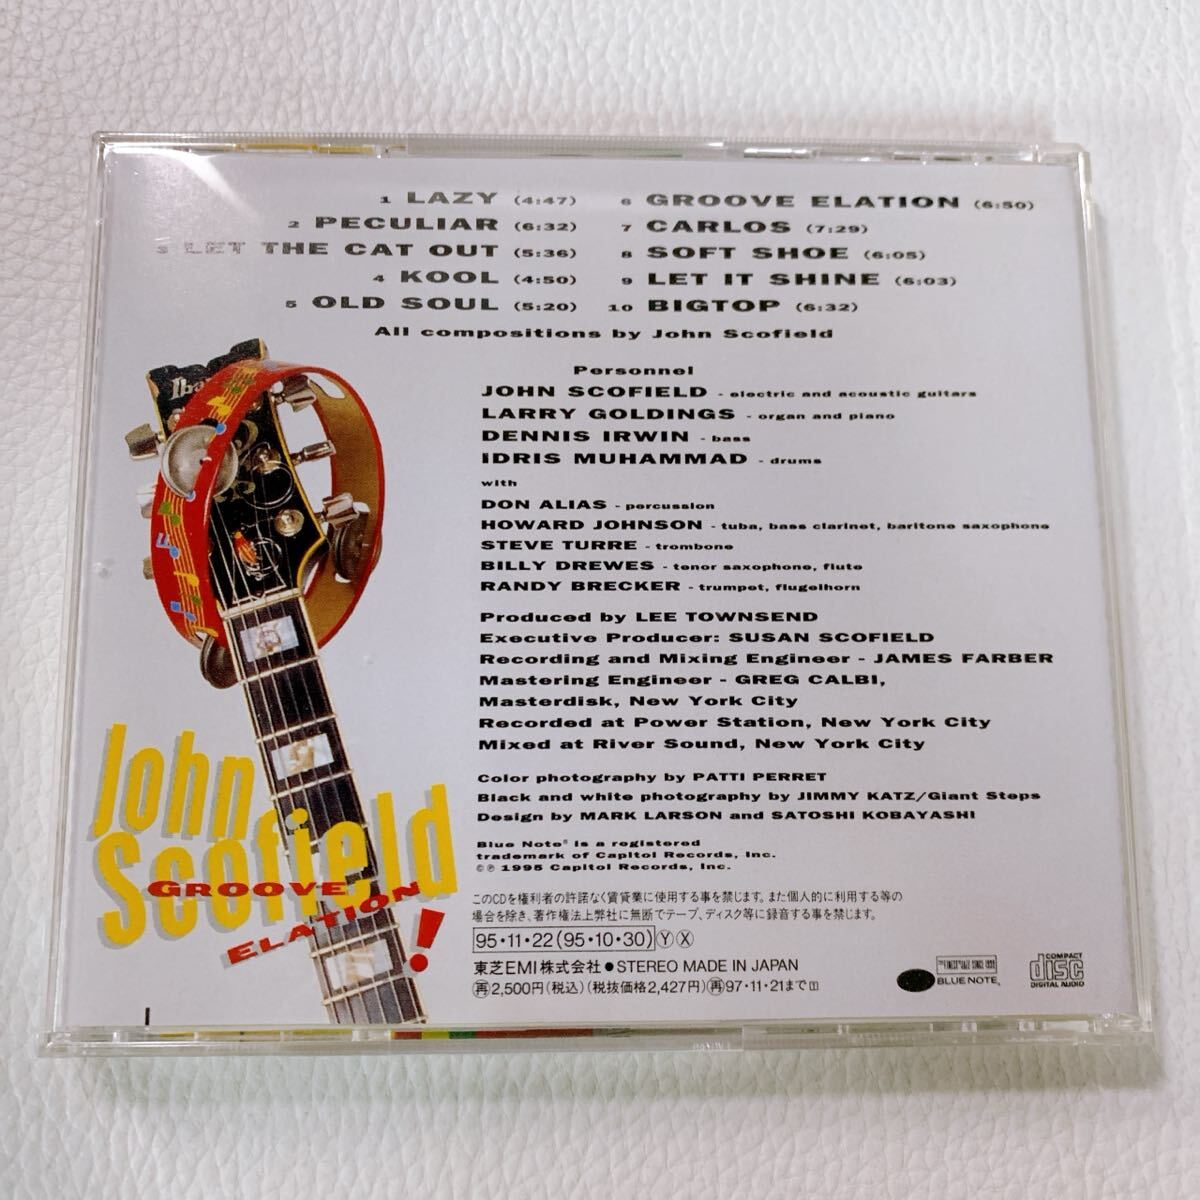 1 LAZY (4:47)
2 PECULIAR (6:32)
3 LET THE CAT OUT (5:36)
4 KOOL (4:50)
5 OLD SOUL (5:20)
6 GROOVE ELATION (6:50)
7 CARLOS (7:29)
8 SOFT SHOE (6:05)
9 LET IT SHINE (6:03)
10 BIGTOP (6:32)
All compositions by John Scofield
Personnel
JOHN SCOFIELD - electric and acoustic guitars
LARRY GOLDINGS - organ and piano
DENNIS IRWIN - bass
IDRIS MUHAMMAD - drums
with
DON ALIAS - percussion
HOWARD JOHNSON - tuba, bass clarinet, baritone saxophone
STEVE TURRE - trombone
BILLY DREWES - tenor saxophone, flute
RANDY BRECKER - trumpet, flugelhorn
Produced by LEE TOWNSEND
Executive Producer: SUSAN SCOFIELD
Recording and Mixing Engineer - JAMES FARBER
Mastering Engineer - GREG CALBI,
Masterdisk, New York City
Recorded at Power Station, New York City
Mixed at River Sound, New York City
Color photography by PATTI PERRET
Black and white photography by JIMMY KATZ/Giant Steps
Design by MARK LARSON and SATOSHI KOBAYASHI
Blue Note® is a registered
trademark of Capitol Records, Inc.
©℗ 1995 Capitol Records, Inc.
このCDを権利者の許諾なく賃貸業に使用する事を禁じます。また個人的に利用する等の
場合を除き、著作権法上弊社に無断でテープ、ディスク等に録音する事を禁じます。
95・11・22(95・10・30)ⓎⓍ
東芝EMI株式会社●STEREO MADE IN JAPAN
㊢2,500円(税込)(税抜価格2,427円)㊢97・11・21まで
John
Scofield
GROOVE
ELATION!
THE FINEST IN JAZZ SINCE 1939
BLUE NOTE
COMPACT
disc
DIGITAL AUDIO